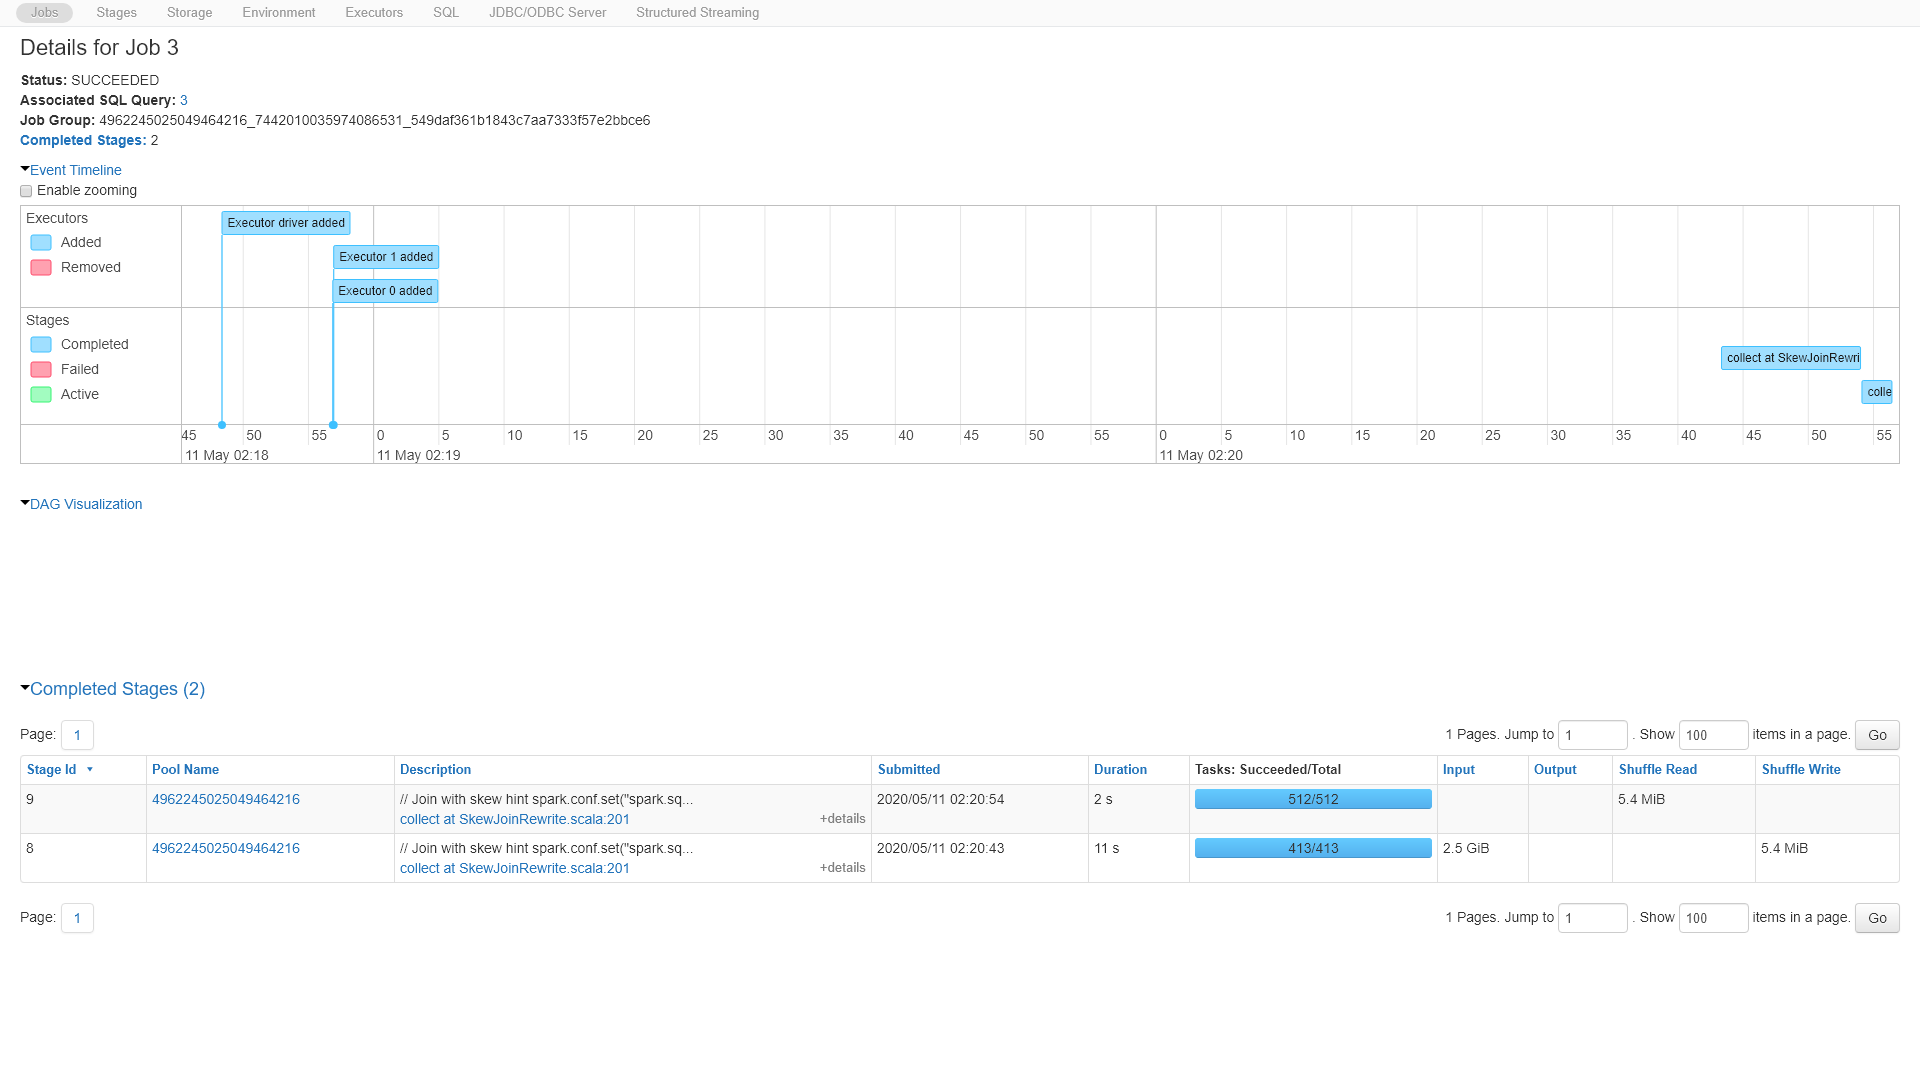 Jobs Stages Storage Environment Executors SQL JDBC/ODBC Server Structured Streaming
Details for Job 3
Status: SUCCEEDED
Associated SQL Query: 3
Job Group: 4962245025049464216_7442010035974086531_549daf361b1843c7aa7333f57e2bbce6
Completed Stages: 2
Event Timeline
Enable zooming
Executors
Added
Removed
Executor driver added
Executor 1 added
Executor 0 added
Stages
Completed
Failed
Active
collect at SkewJoinRewri
colle
45 50 55 0 5 10 15 20 25 30 35 40 45 50 55 0 5 10 15 20 25 30 35 40 45 50 55
11 May 02:18 11 May 02:19 11 May 02:20
DAG Visualization
Completed Stages (2)
Page: 1 1 Pages. Jump to 1 . Show 100 items in a page. Go
Stage Id Pool Name Description Submitted Duration Tasks: Succeeded/Total Input Output Shuffle Read Shuffle Write
9 4962245025049464216 // Join with skew hint spark.conf.set("spark.sq... 2020/05/11 02:20:54 2 s 512/512 5.4 MiB
collect at SkewJoinRewrite.scala:201 +details
8 4962245025049464216 // Join with skew hint spark.conf.set("spark.sq... 2020/05/11 02:20:43 11 s 413/413 2.5 GiB 5.4 MiB
collect at SkewJoinRewrite.scala:201 +details
Page: 1 1 Pages. Jump to 1 . Show 100 items in a page. Go